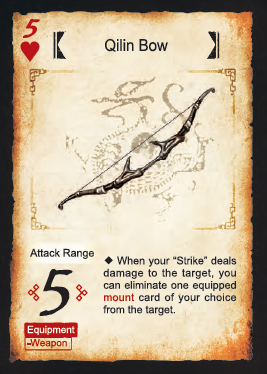 5
Qilin Bow
Attack Range
5
◆ When your "Strike" deals
damage to the target, you
can eliminate one equipped
mount card of your choice
from the target.
Equipment
-Weapon